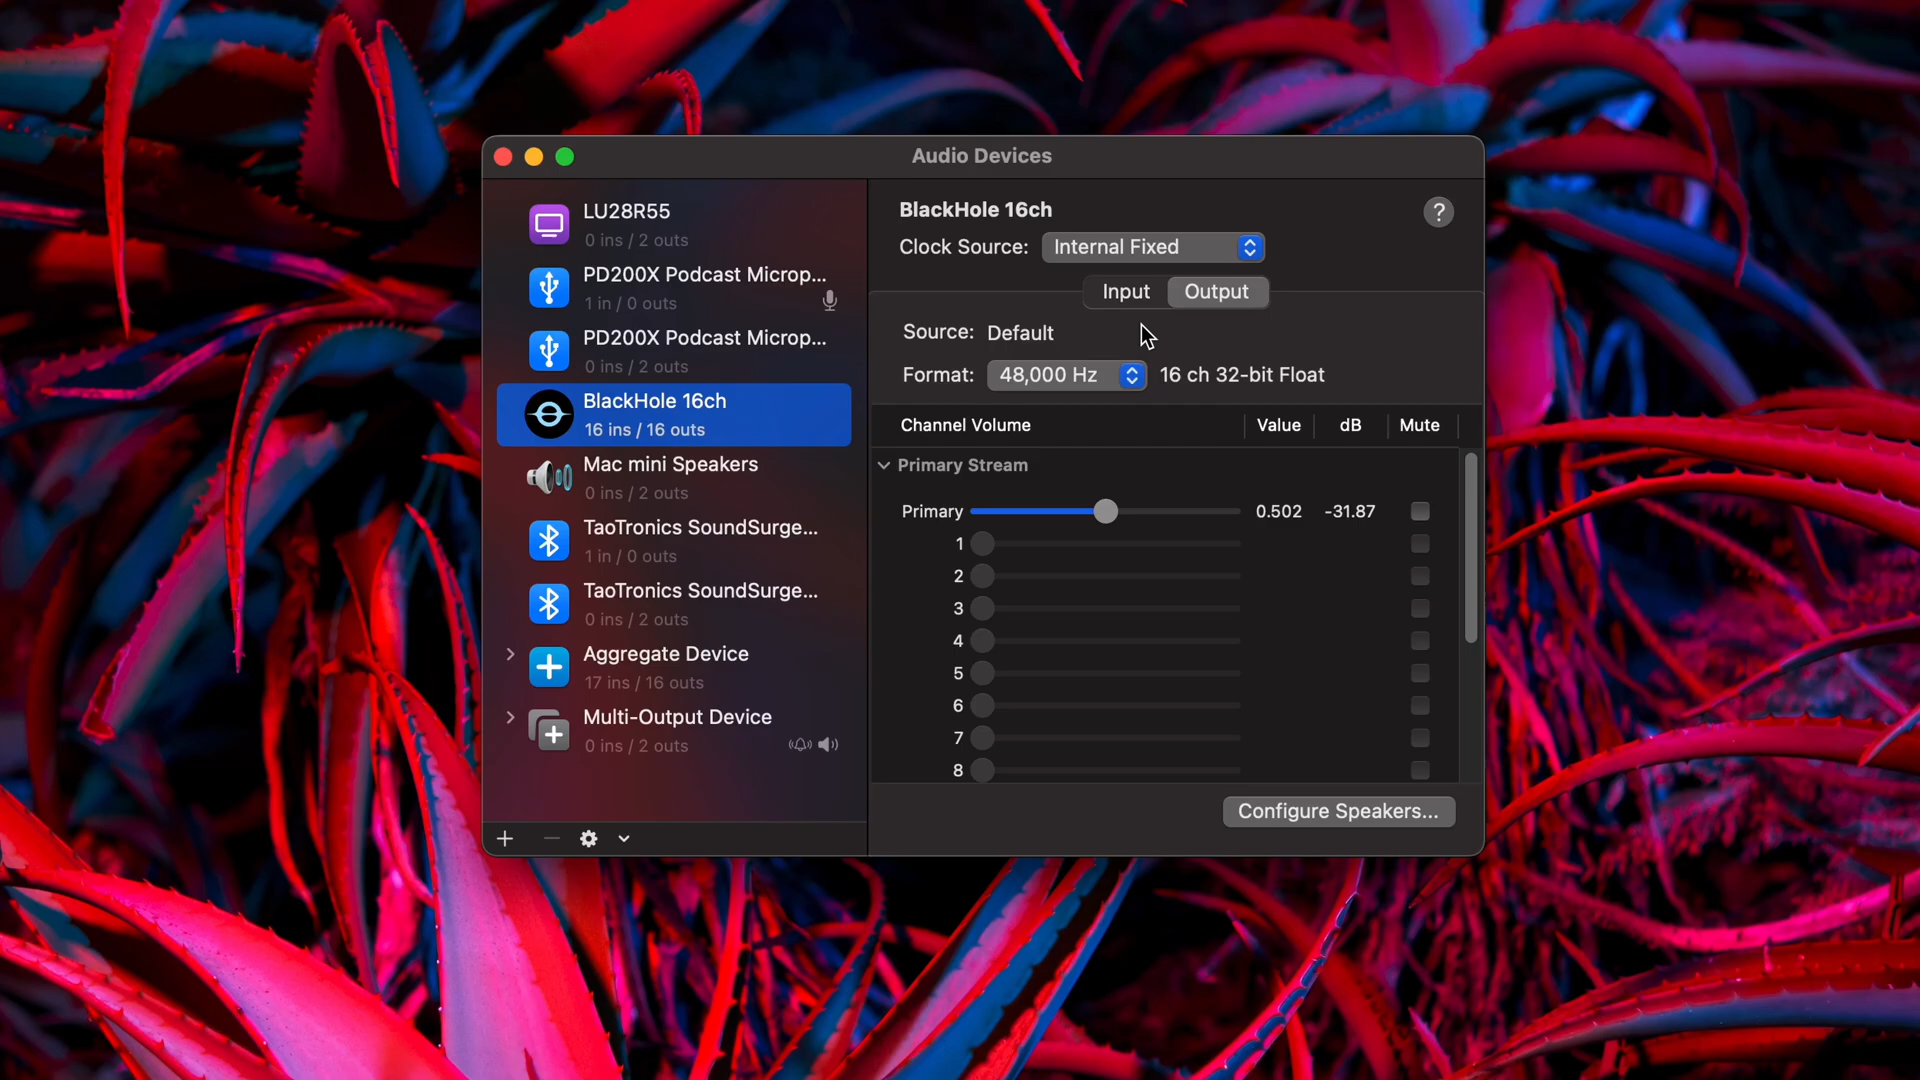 Audio Devices
LU28R55
0 ins / 2 outs
PD200X Podcast Microp...
1 in / 0 outs
PD200X Podcast Microp...
0 ins / 2 outs
BlackHole 16ch
16 ins / 16 outs
Mac mini Speakers
0 ins / 2 outs
TaoTronics SoundSurge...
1 in / 0 outs
TaoTronics SoundSurge...
0 ins / 2 outs
Aggregate Device
17 ins / 16 outs
Multi-Output Device
0 ins / 2 outs
BlackHole 16ch
?
Clock Source: Internal Fixed
Input Output
Source: Default
Format: 48,000 Hz 16 ch 32-bit Float
Channel Volume Value dB Mute
Primary Stream
Primary 0.502 -31.87
1
2
3
4
5
6
7
8
Configure Speakers...